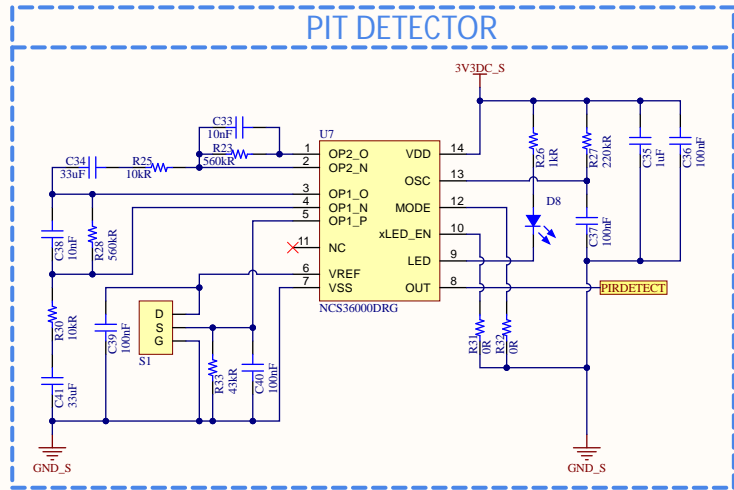 PIT DETECTOR
3V3DC_S
C33
10nF
R23
560kR
U7
C34
33uF
R25
10kR
1 OP2_O VDD 14
2 OP2_N
OSC 13
3 OP1_O
4 OP1_N MODE 12
5 OP1_P
xLED_EN 10
11 NC
LED 9
6 VREF
7 VSS OUT 8
NCS36000DRG
R26
1kR
R27
220kR
C35
1uF
C36
100nF
D8
C37
100nF
PIRDETECT
C38
10nF
R28
560kR
R30
10kR
C39
100nF
D
S
G
S1
R33
43kR
C40
100nF
R31
0R
R32
0R
C41
33uF
GND_S
GND_S